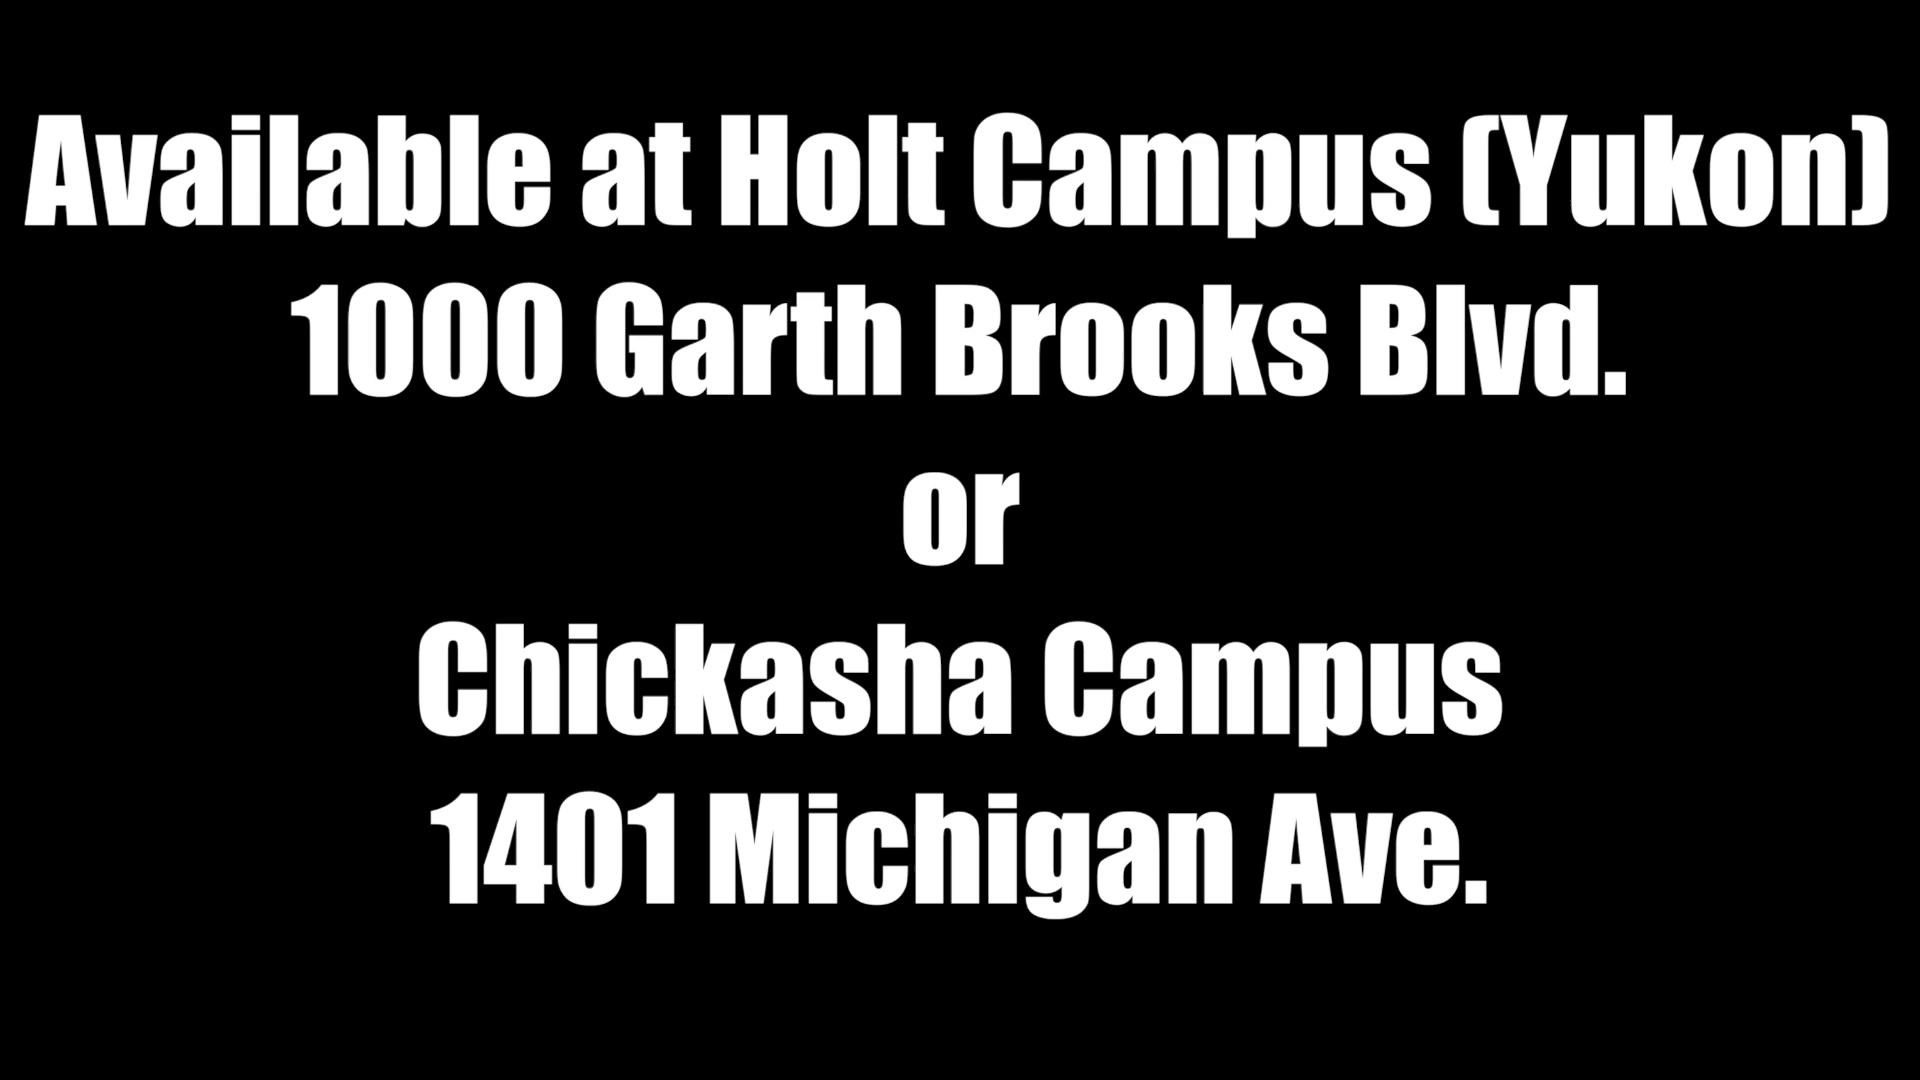 Available at Holt Campus (Yukon)
1000 Garth Brooks Blvd.
or
Chickasha Campus
1401 Michigan Ave.